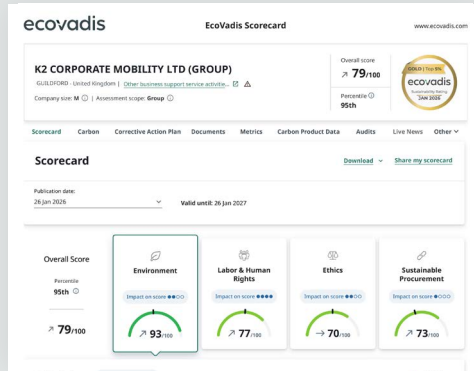 ecovadis
EcoVadis Scorecard
www.ecovadis.com
K2 CORPORATE MOBILITY LTD (GROUP)
GUILDFORD - United Kingdom | Other business support service activitie...
Company size: M | Assessment scope: Group
Overall score
79/100
Percentile
95th
GOLD | Top 5%
ecovadis
Sustainability Rating
JAN 2026
Scorecard Carbon Corrective Action Plan Documents Metrics Carbon Product Data Audits Live News Other
Scorecard
Download Share my scorecard
Publication date:
26 Jan 2026
Valid until: 26 Jan 2027
Overall Score
Percentile
95th
79/100
Environment
Impact on score
93/100
Labor & Human
Rights
Impact on score
77/100
Ethics
Impact on score
70/100
Sustainable
Procurement
Impact on score
73/100